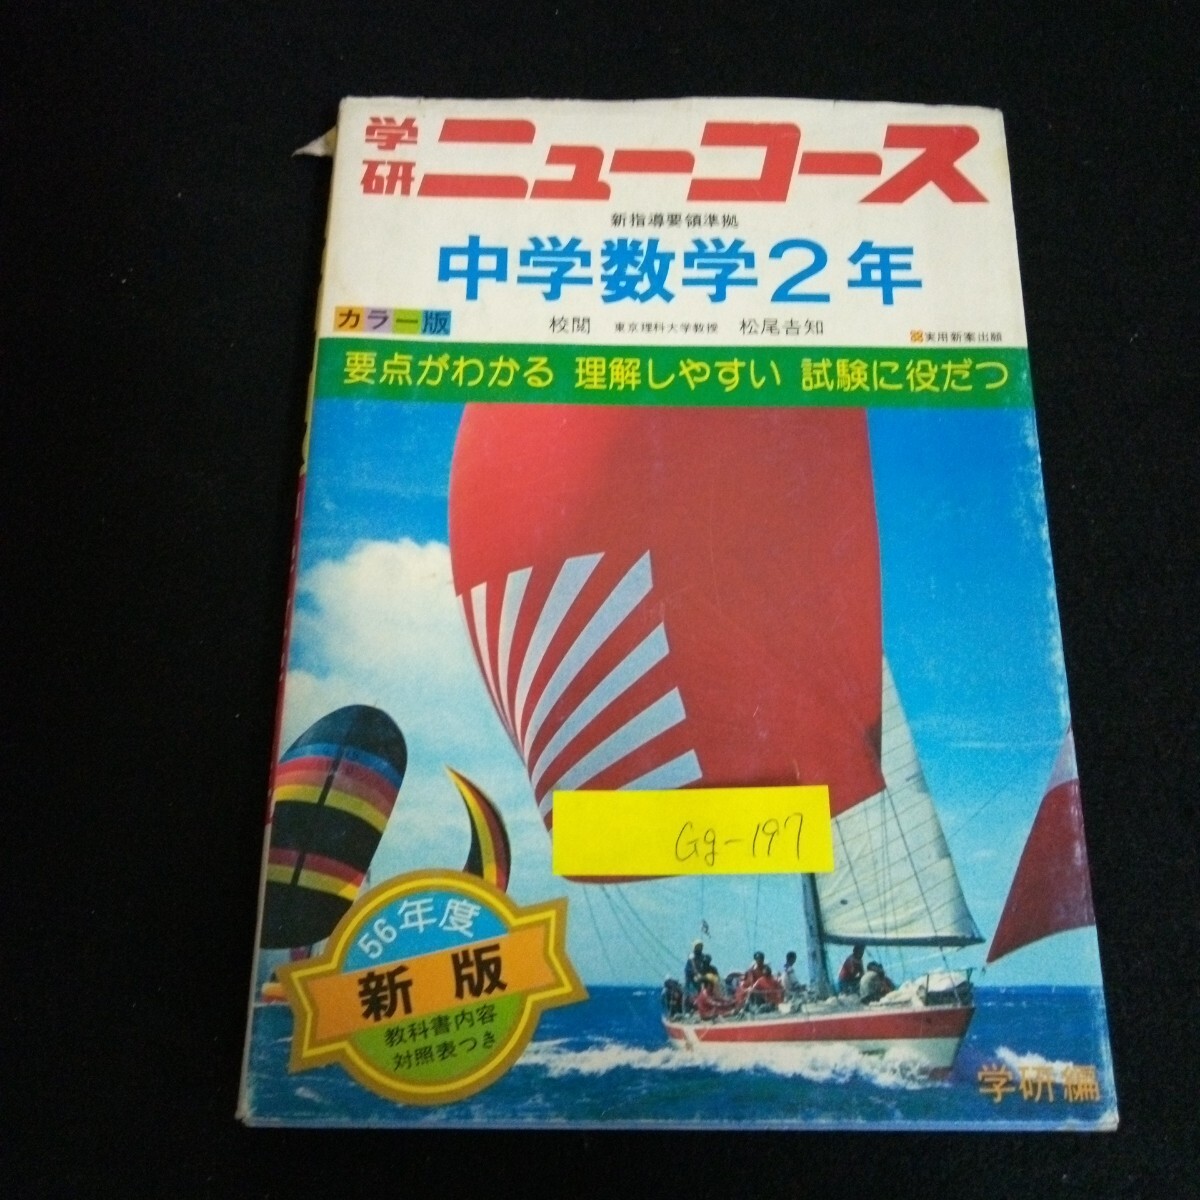 学研 ニューコース
新指導要領準拠
中学数学2年
カラー版
校閲 東京理科大学教授 松尾吉知
実用新案出願
要点がわかる 理解しやすい 試験に役だつ
Gg-197
56年度
新版
教科書内容
対照表つき
学研編